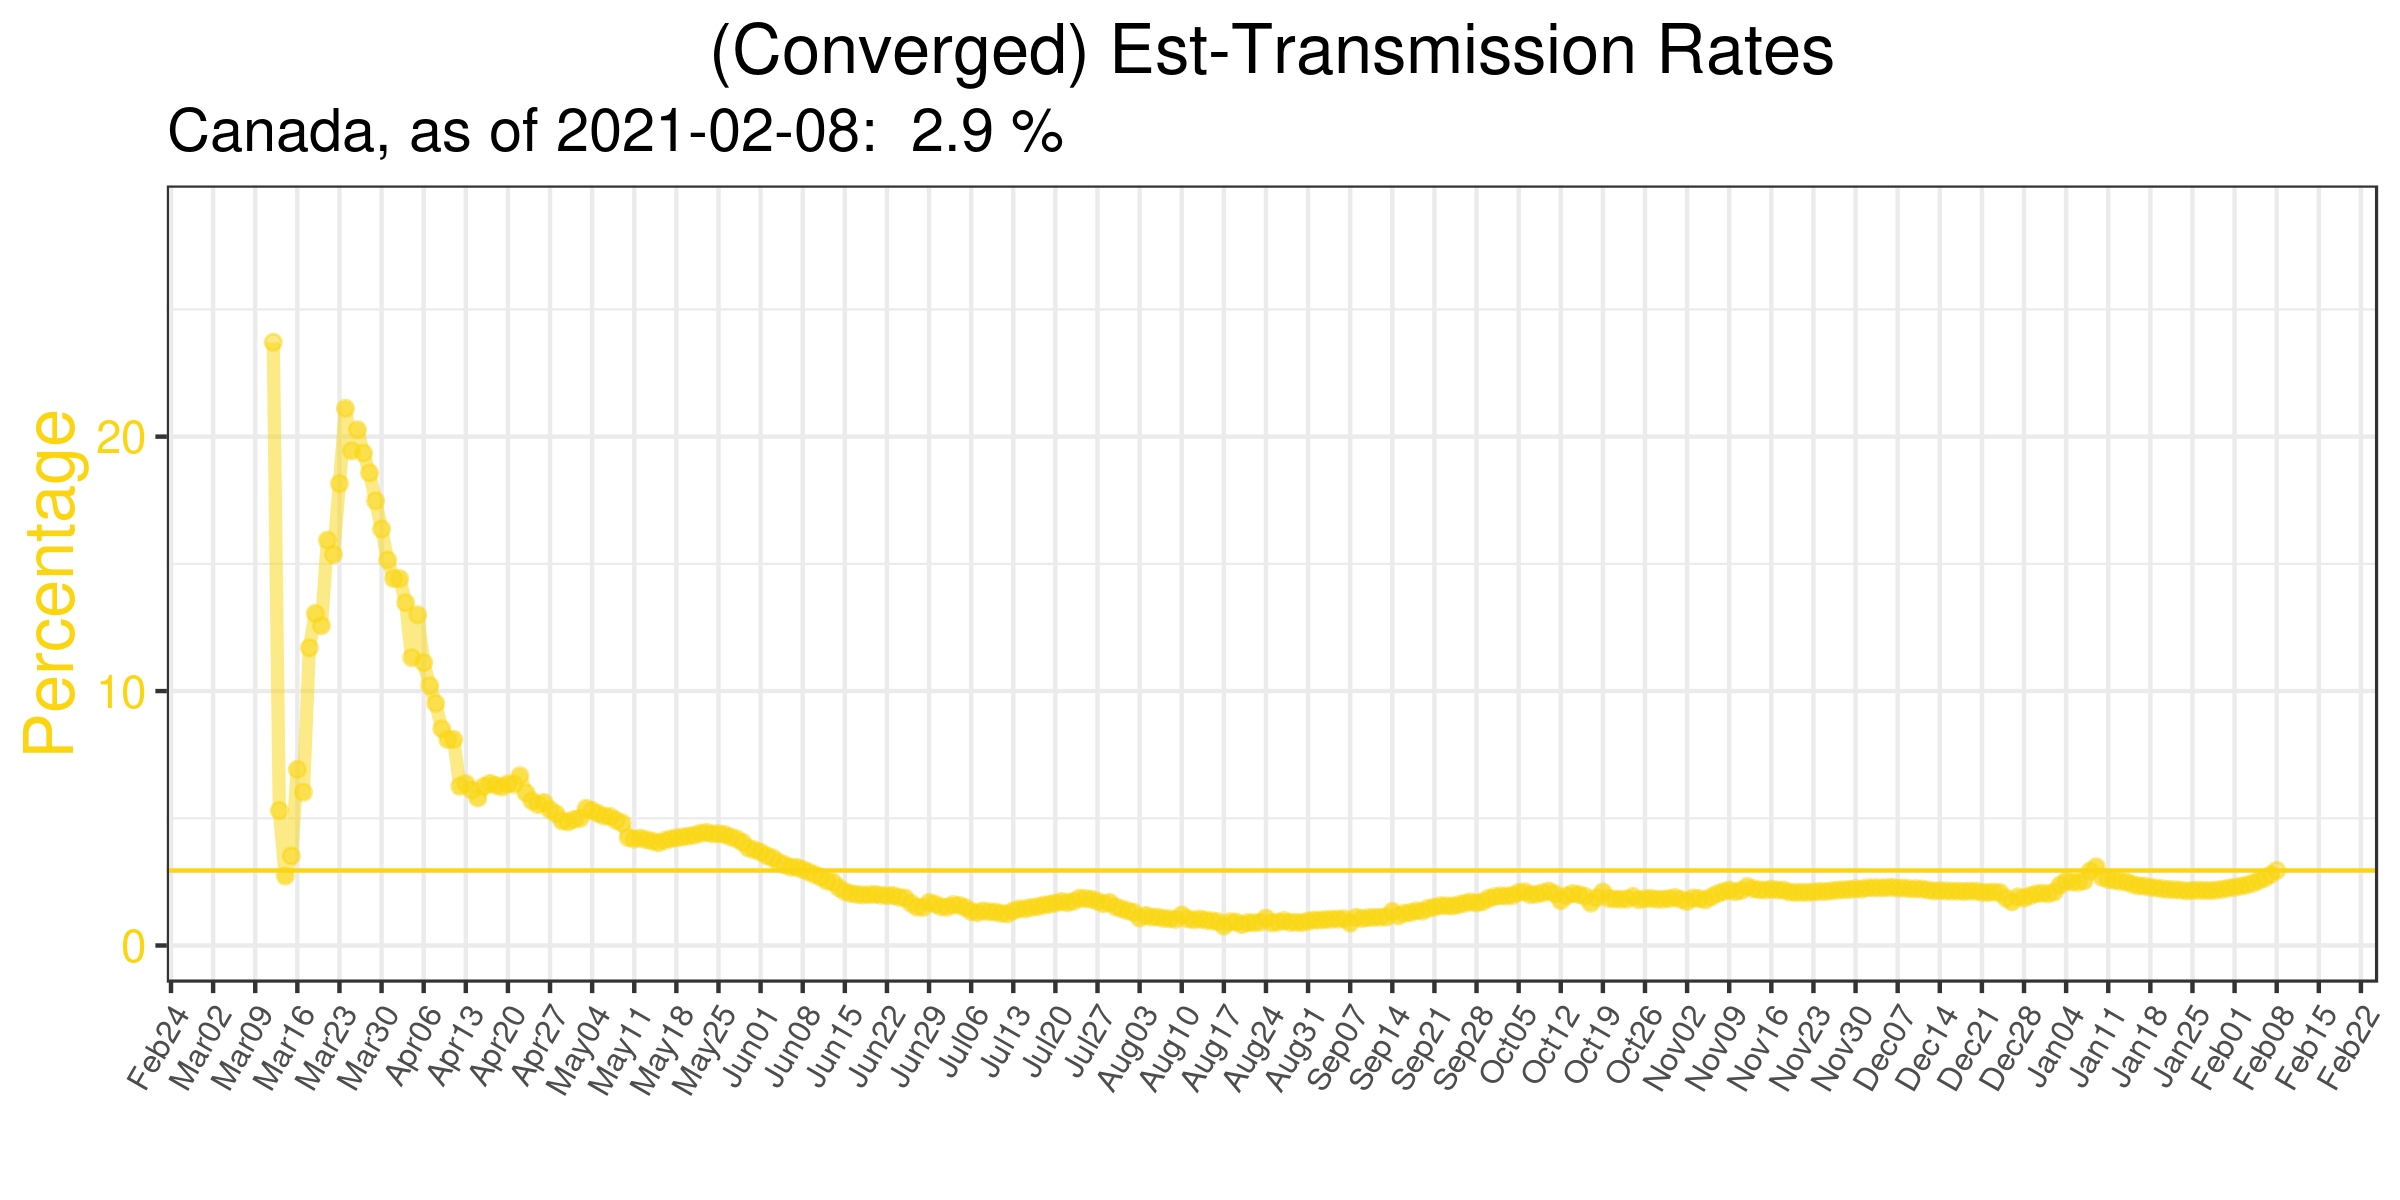 (Converged) Est-Transmission Rates
Canada, as of 2021-02-08:  2.9 %
Percentage
20
10
0
Feb24
Mar02
Mar09
Mar16
Mar23
Mar30
Apr06
Apr13
Apr20
Apr27
May04
May11
May18
May25
Jun01
Jun08
Jun15
Jun22
Jun29
Jul06
Jul13
Jul20
Jul27
Aug03
Aug10
Aug17
Aug24
Aug31
Sep07
Sep14
Sep21
Sep28
Oct05
Oct12
Oct19
Oct26
Nov02
Nov09
Nov16
Nov23
Nov30
Dec07
Dec14
Dec21
Dec28
Jan04
Jan11
Jan18
Jan25
Feb01
Feb08
Feb15
Feb22